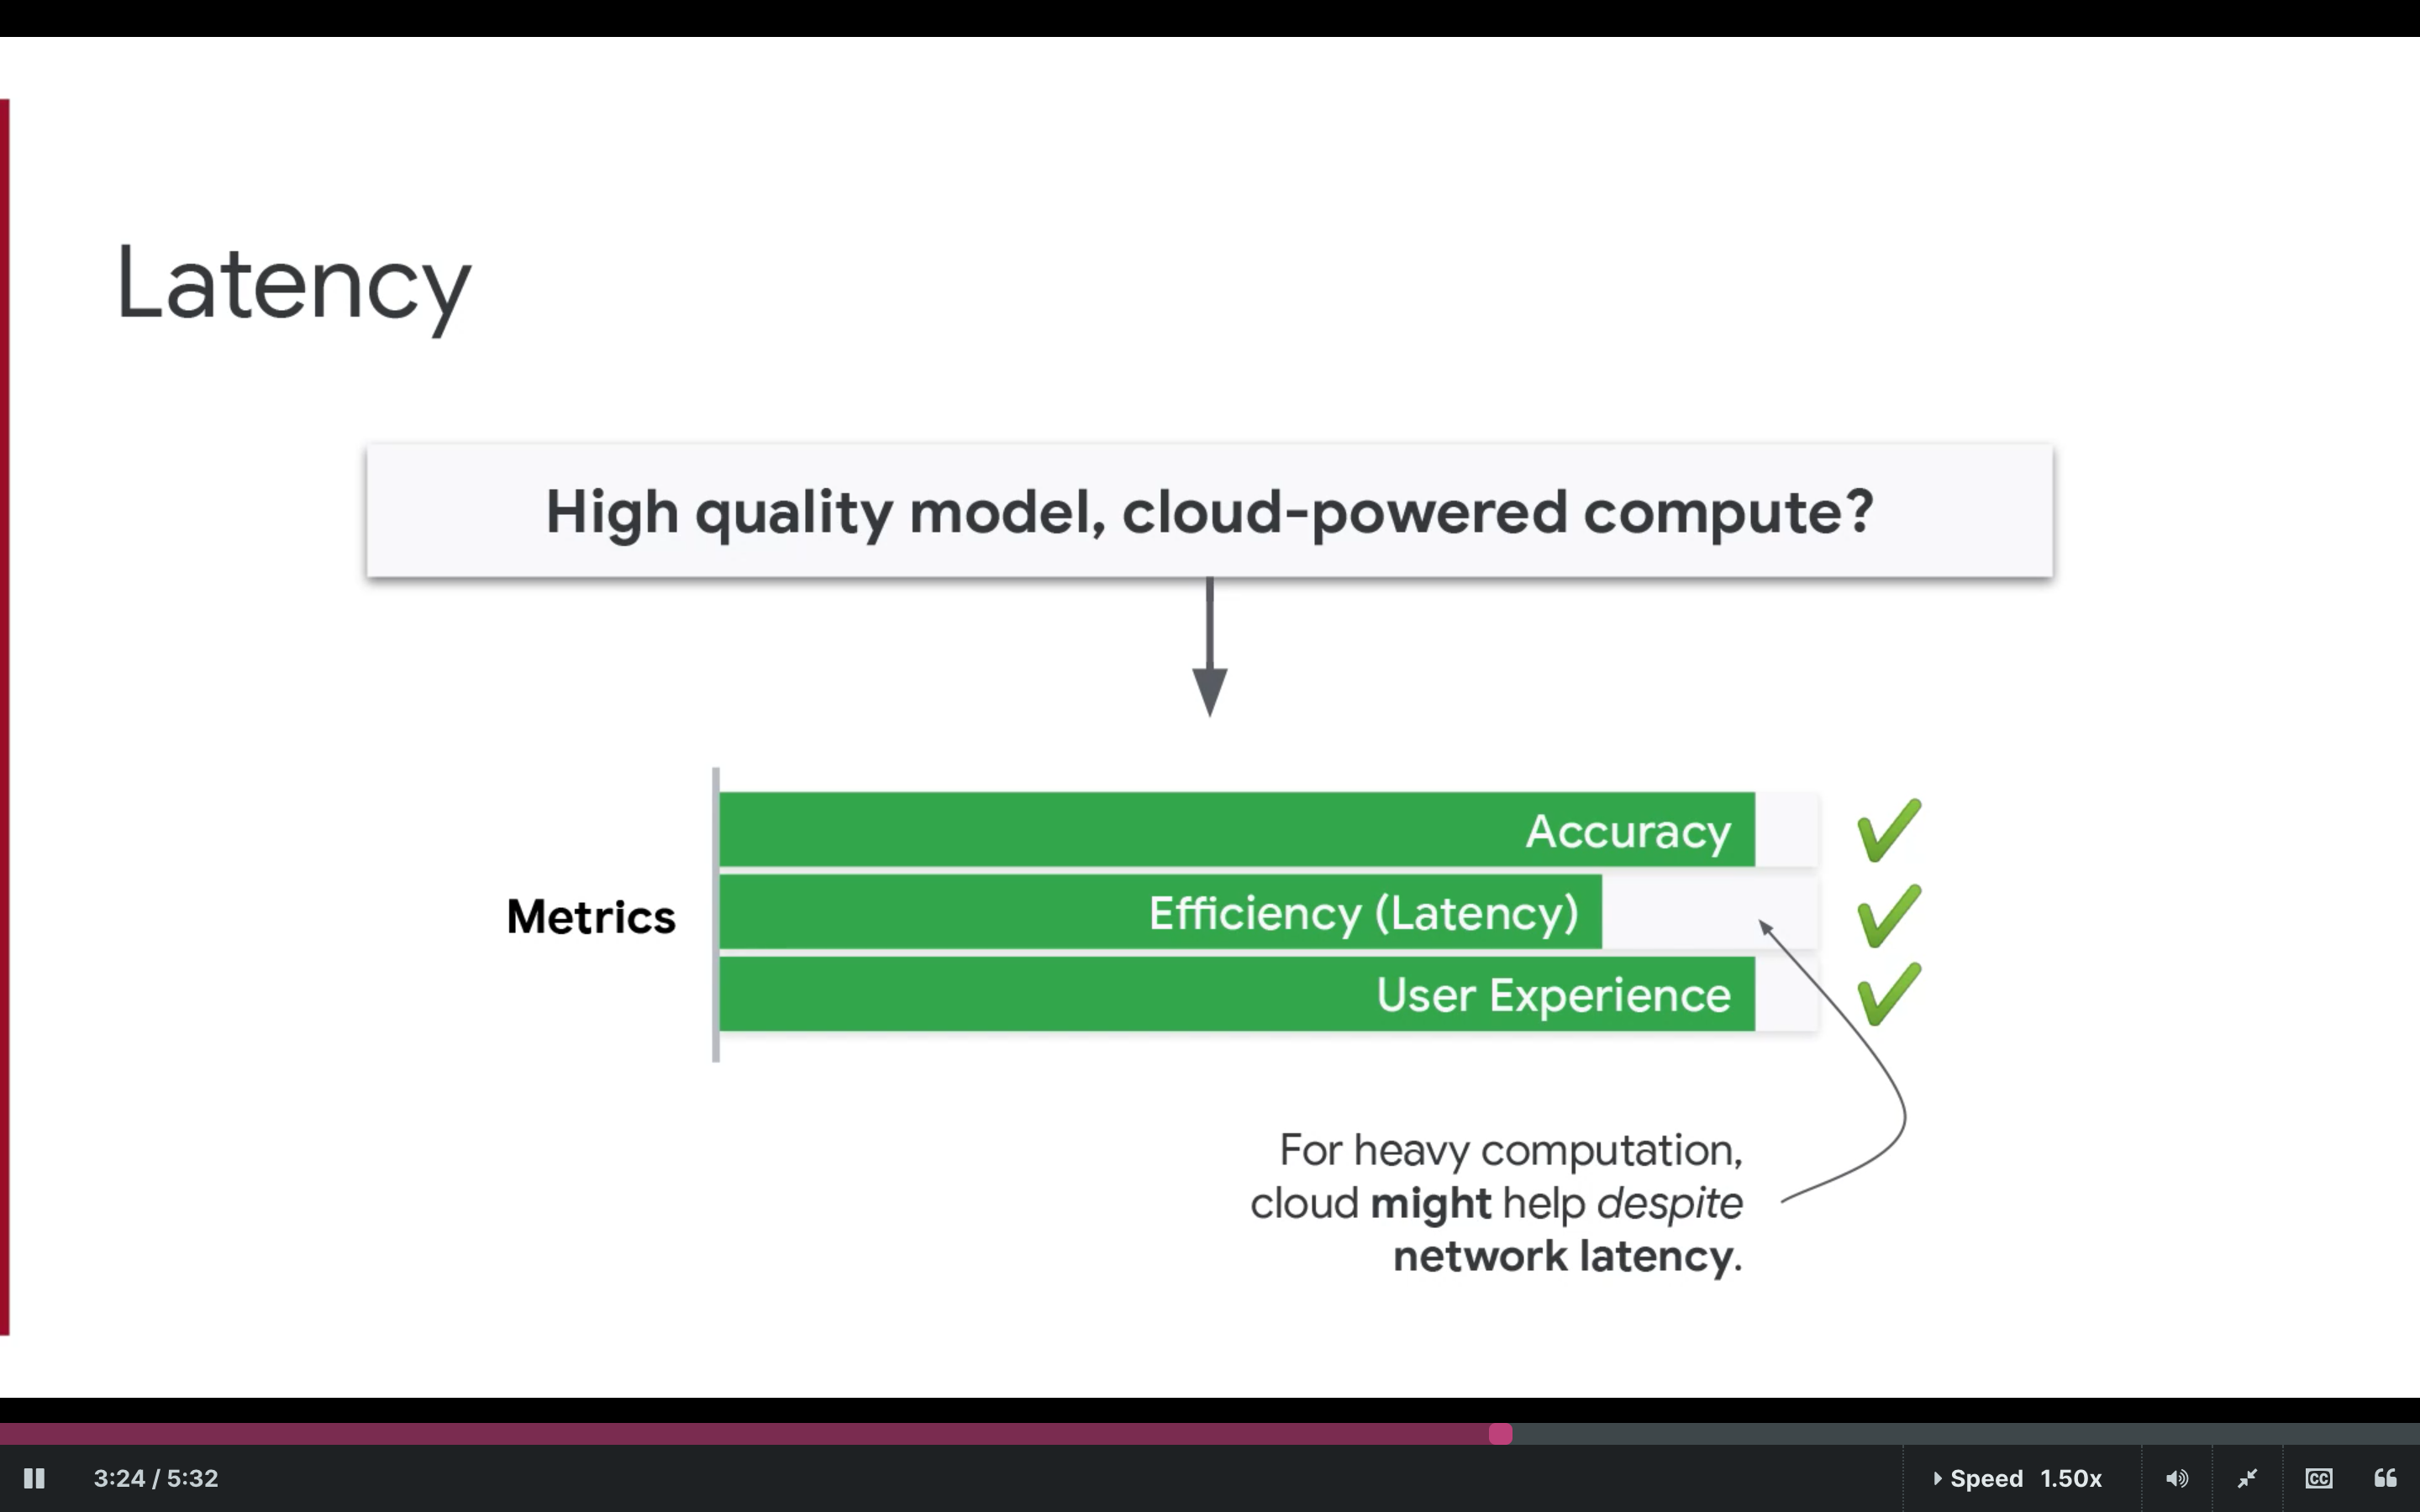 Latency
High quality model, cloud-powered compute?
Accuracy
Efficiency (Latency)
Metrics
User Experience
For heavy computation,
cloud might help despite
network latency.
3:24 / 5:32
Speed 1.50x
CC